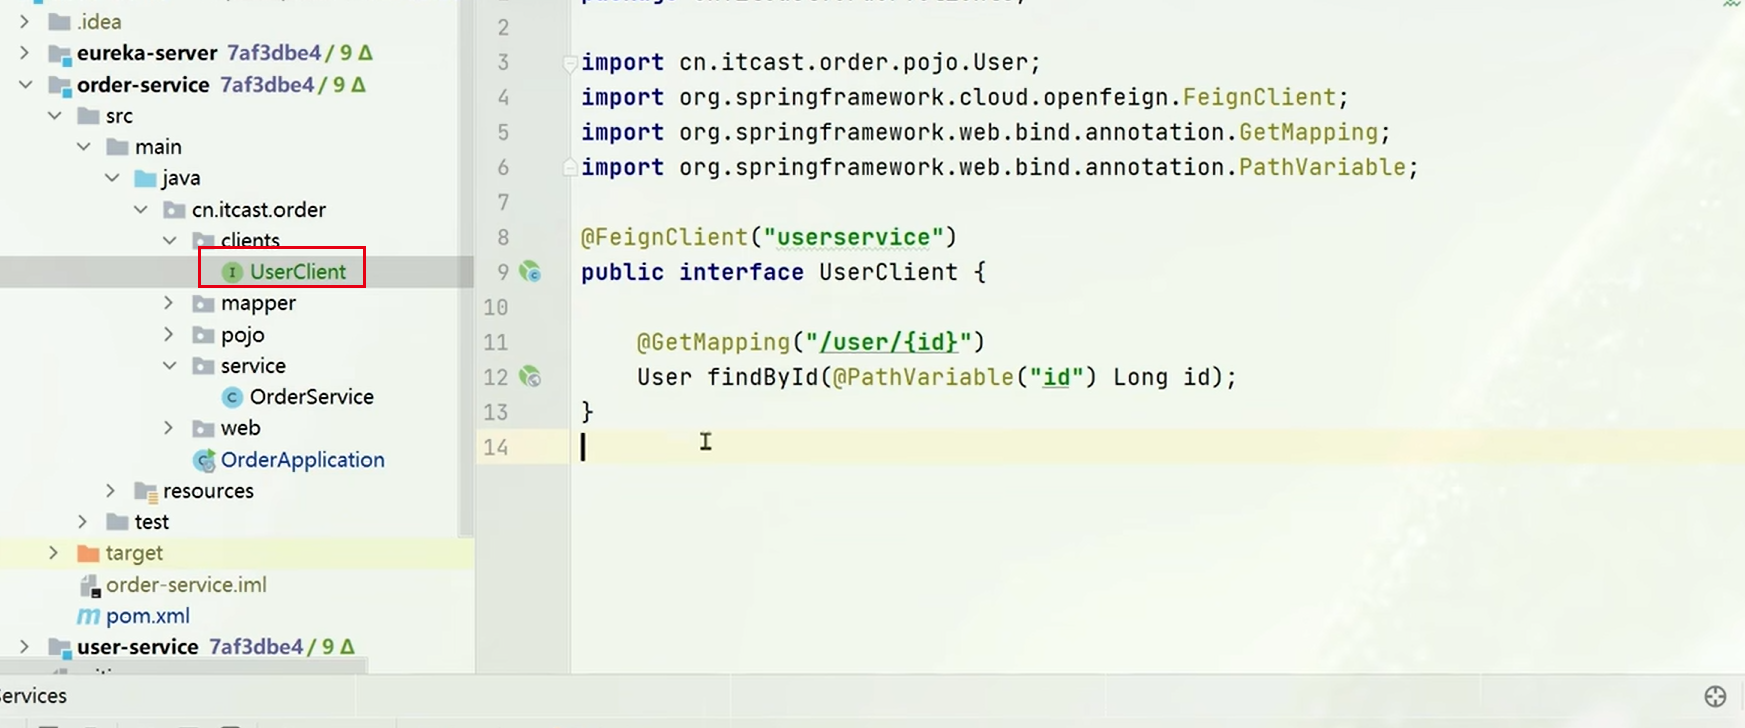 .idea
eureka-server 7af3dbe4 / 9 Δ
order-service 7af3dbe4 / 9 Δ
src
main
java
cn.itcast.order
clients
I UserClient
mapper
pojo
service
C OrderService
web
OrderApplication
resources
test
target
order-service.iml
m pom.xml
user-service 7af3dbe4 / 9 Δ
2
3 import cn.itcast.order.pojo.User;
4 import org.springframework.cloud.openfeign.FeignClient;
5 import org.springframework.web.bind.annotation.GetMapping;
6 import org.springframework.web.bind.annotation.PathVariable;
7
8 @FeignClient("userservice")
9 public interface UserClient {
10
11 @GetMapping("/user/{id}")
12 User findById(@PathVariable("id") Long id);
13 }
14
ervices